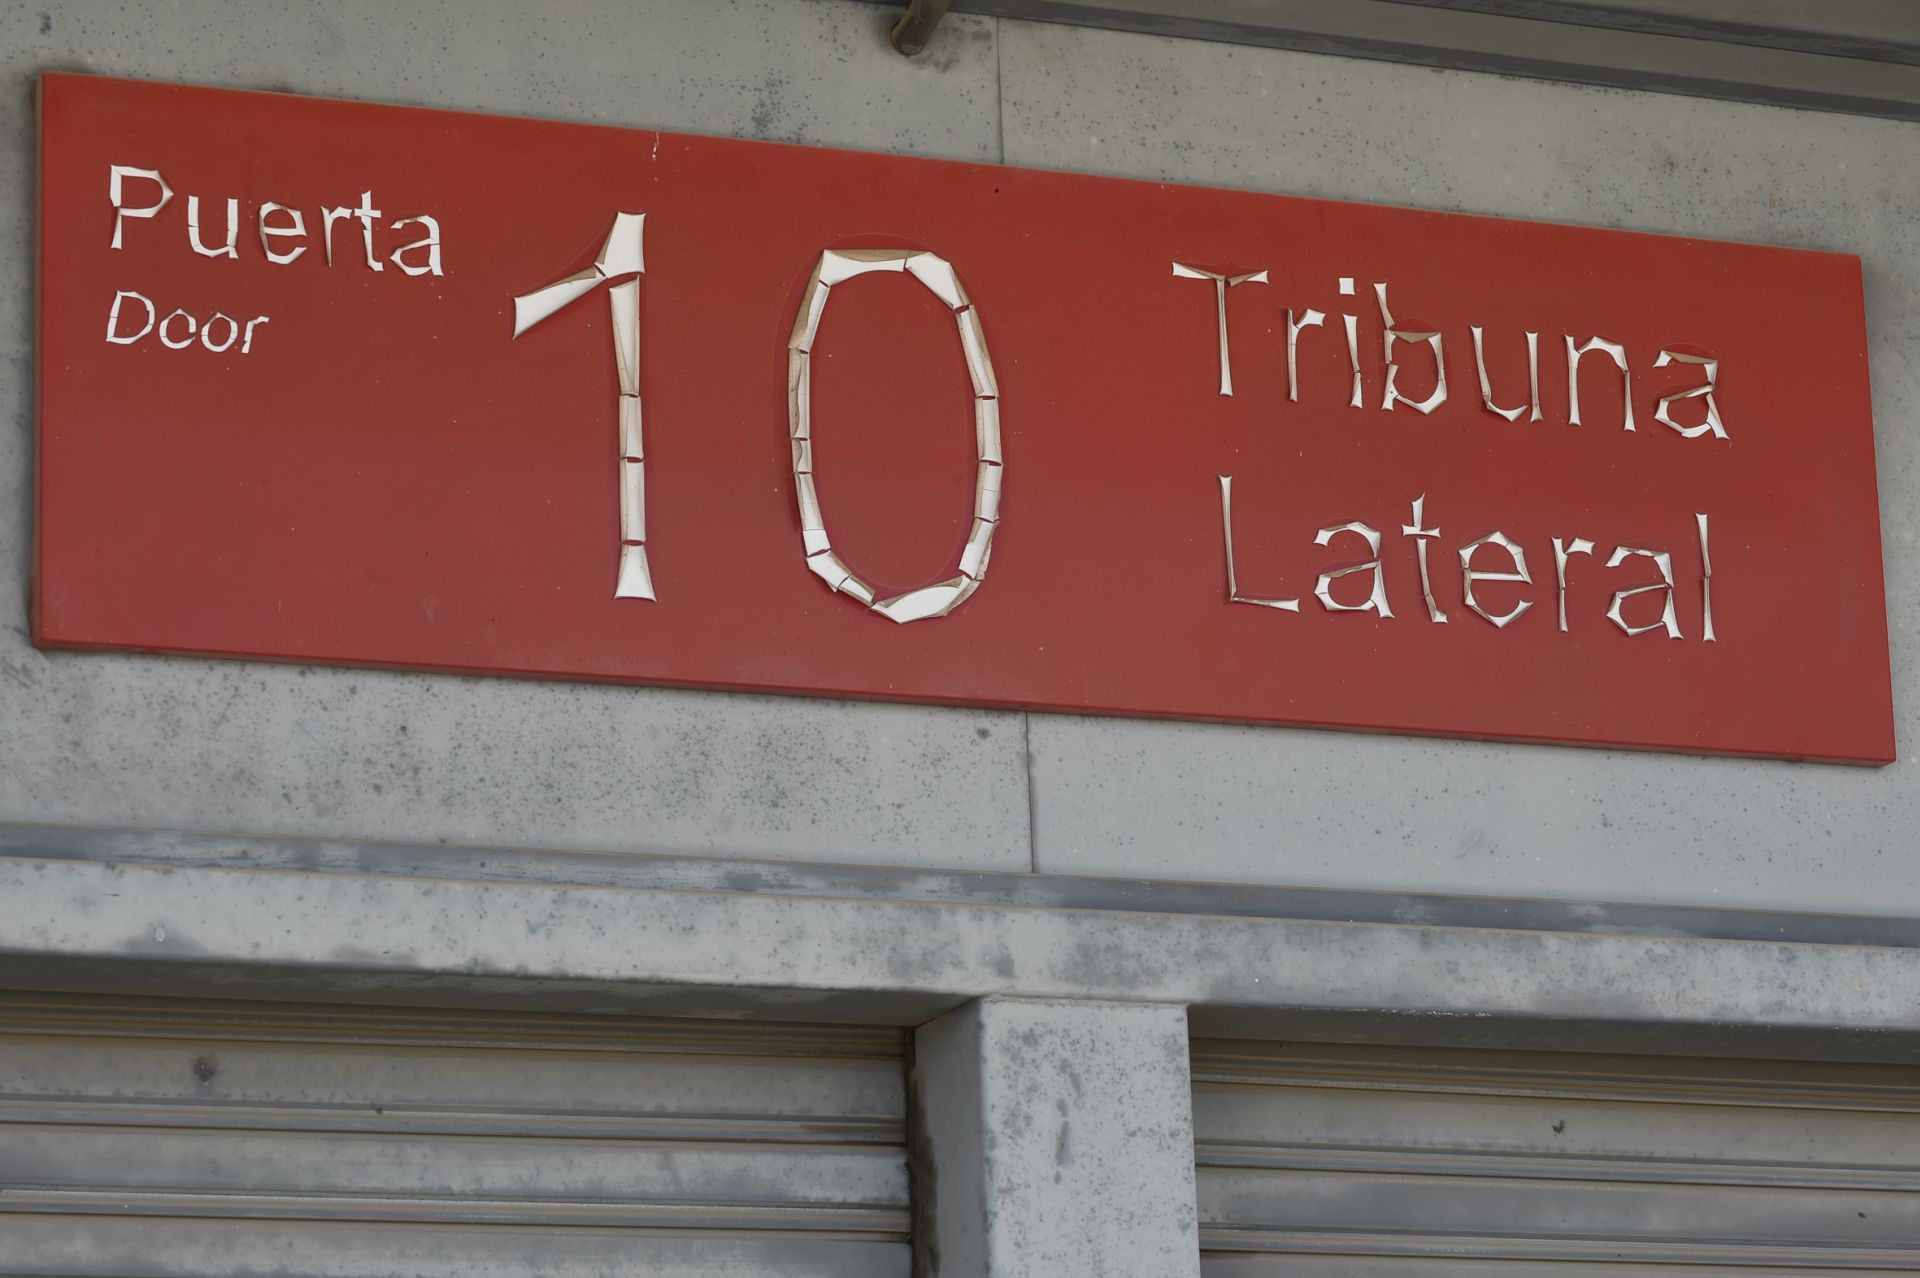 Puerta
Door
10
Tribuna
Lateral